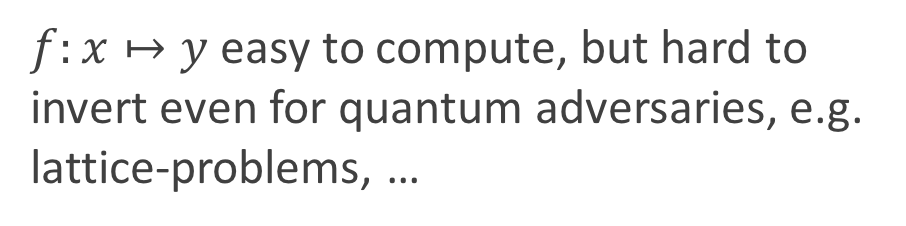 𝑓: 𝑥 ↦ 𝑦 easy to compute, but hard to
invert even for quantum adversaries, e.g.
lattice-problems, …